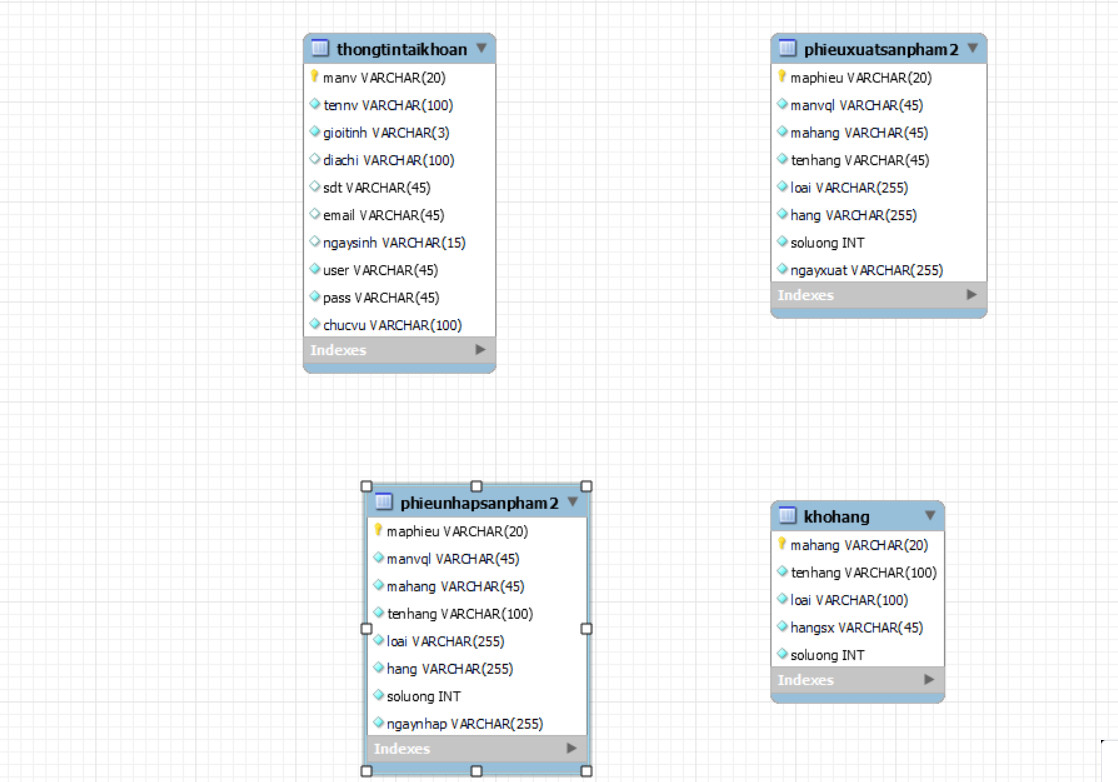 thongtintaikhoan
manv VARCHAR(20)
tennv VARCHAR(100)
gioitinh VARCHAR(3)
diachi VARCHAR(100)
sdt VARCHAR(45)
email VARCHAR(45)
ngaysinh VARCHAR(15)
user VARCHAR(45)
pass VARCHAR(45)
chucvu VARCHAR(100)
Indexes
phieuxuatsanpham2
maphieu VARCHAR(20)
manvql VARCHAR(45)
mahang VARCHAR(45)
tenhang VARCHAR(45)
loai VARCHAR(255)
hang VARCHAR(255)
soluong INT
ngayxuat VARCHAR(255)
Indexes
phieunhapsanpham2
maphieu VARCHAR(20)
manvql VARCHAR(45)
mahang VARCHAR(45)
tenhang VARCHAR(100)
loai VARCHAR(255)
hang VARCHAR(255)
soluong INT
ngaynhap VARCHAR(255)
Indexes
khohang
mahang VARCHAR(20)
tenhang VARCHAR(100)
loai VARCHAR(100)
hangsx VARCHAR(45)
soluong INT
Indexes